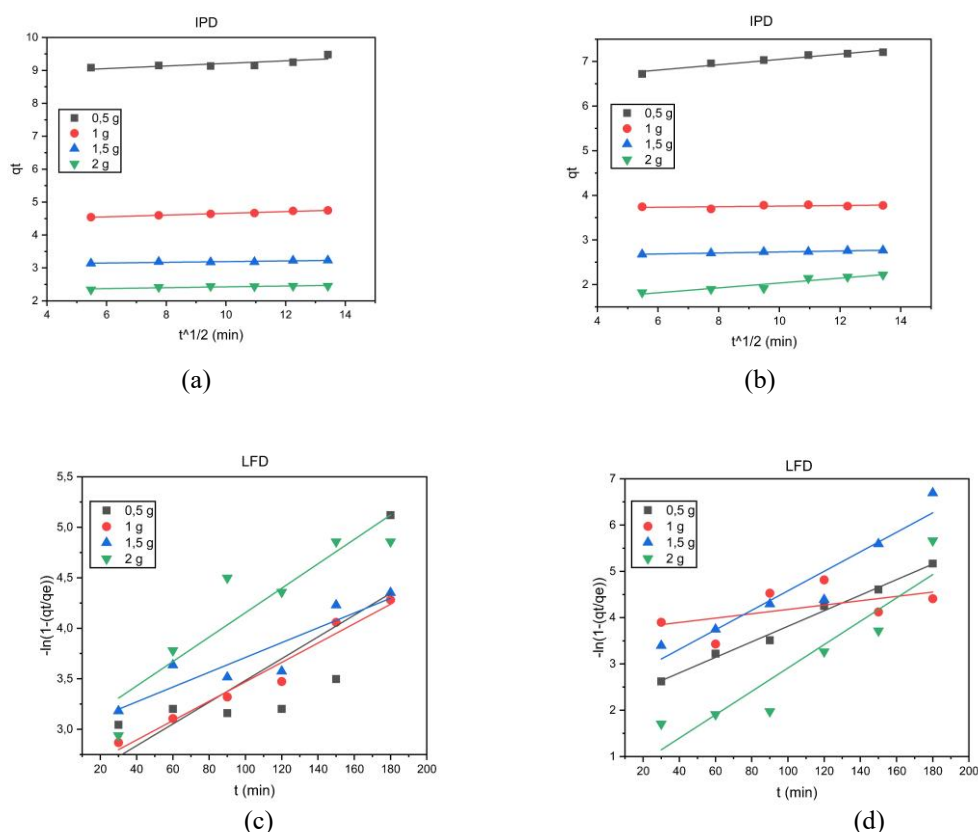 IPD
10
9
8
7
6
5
4
3
2
qt
0,5 g
1 g
1,5 g
2 g
4 6 8 10 12 14
t^1/2 (min)
(a)
IPD
7
6
5
4
3
2
qt
0,5 g
1 g
1,5 g
2 g
4 6 8 10 12 14
t^1/2 (min)
(b)
LFD
5,5
5,0
4,5
4,0
3,5
3,0
-ln(1-(qt/qe))
0,5 g
1 g
1,5 g
2 g
20 40 60 80 100 120 140 160 180 200
t (min)
(c)
LFD
7
6
5
4
3
2
1
-ln(1-(qt/qe))
0,5 g
1 g
1,5 g
2 g
20 40 60 80 100 120 140 160 180 200
t (min)
(d)